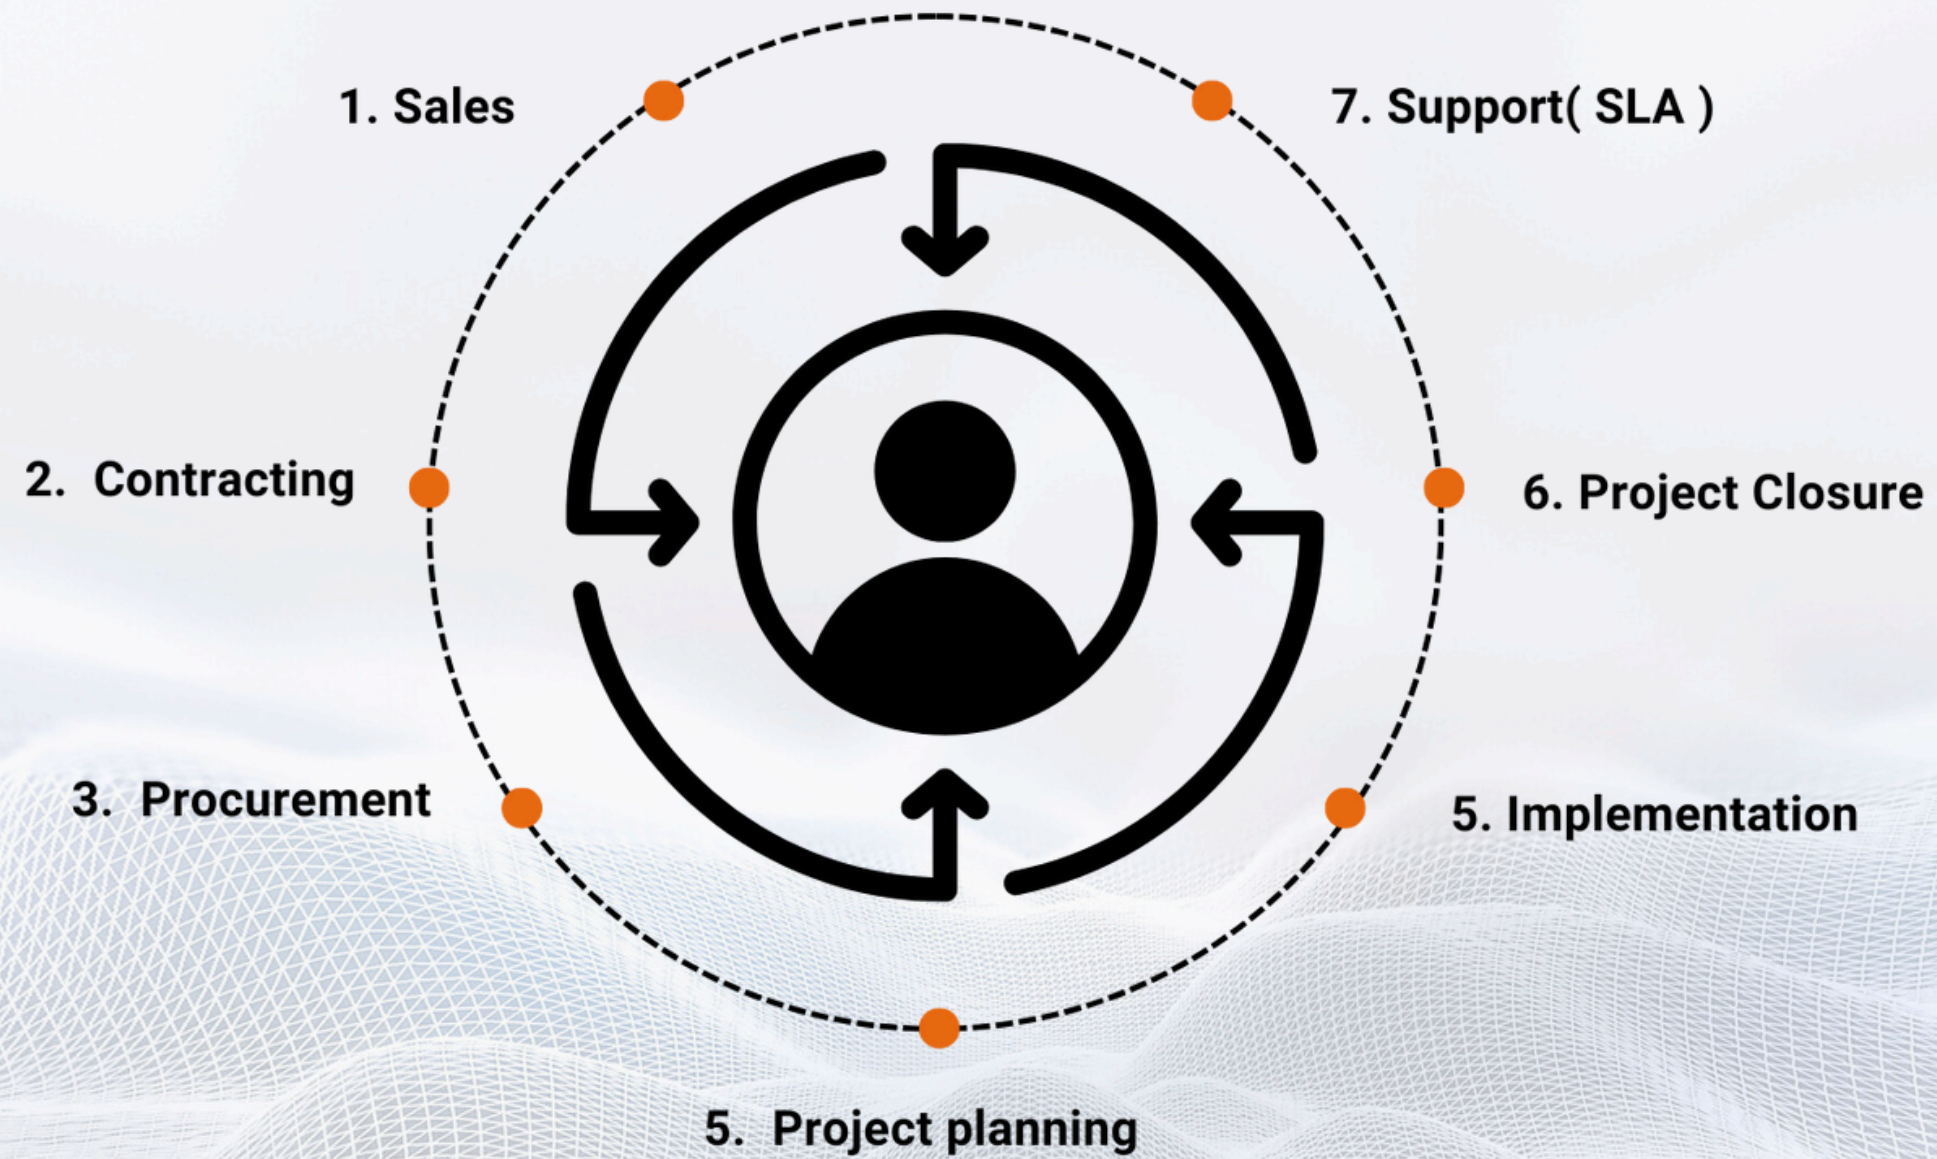 1. Sales
2. Contracting
3. Procurement
5. Project planning
5. Implementation
6. Project Closure
7. Support( SLA )